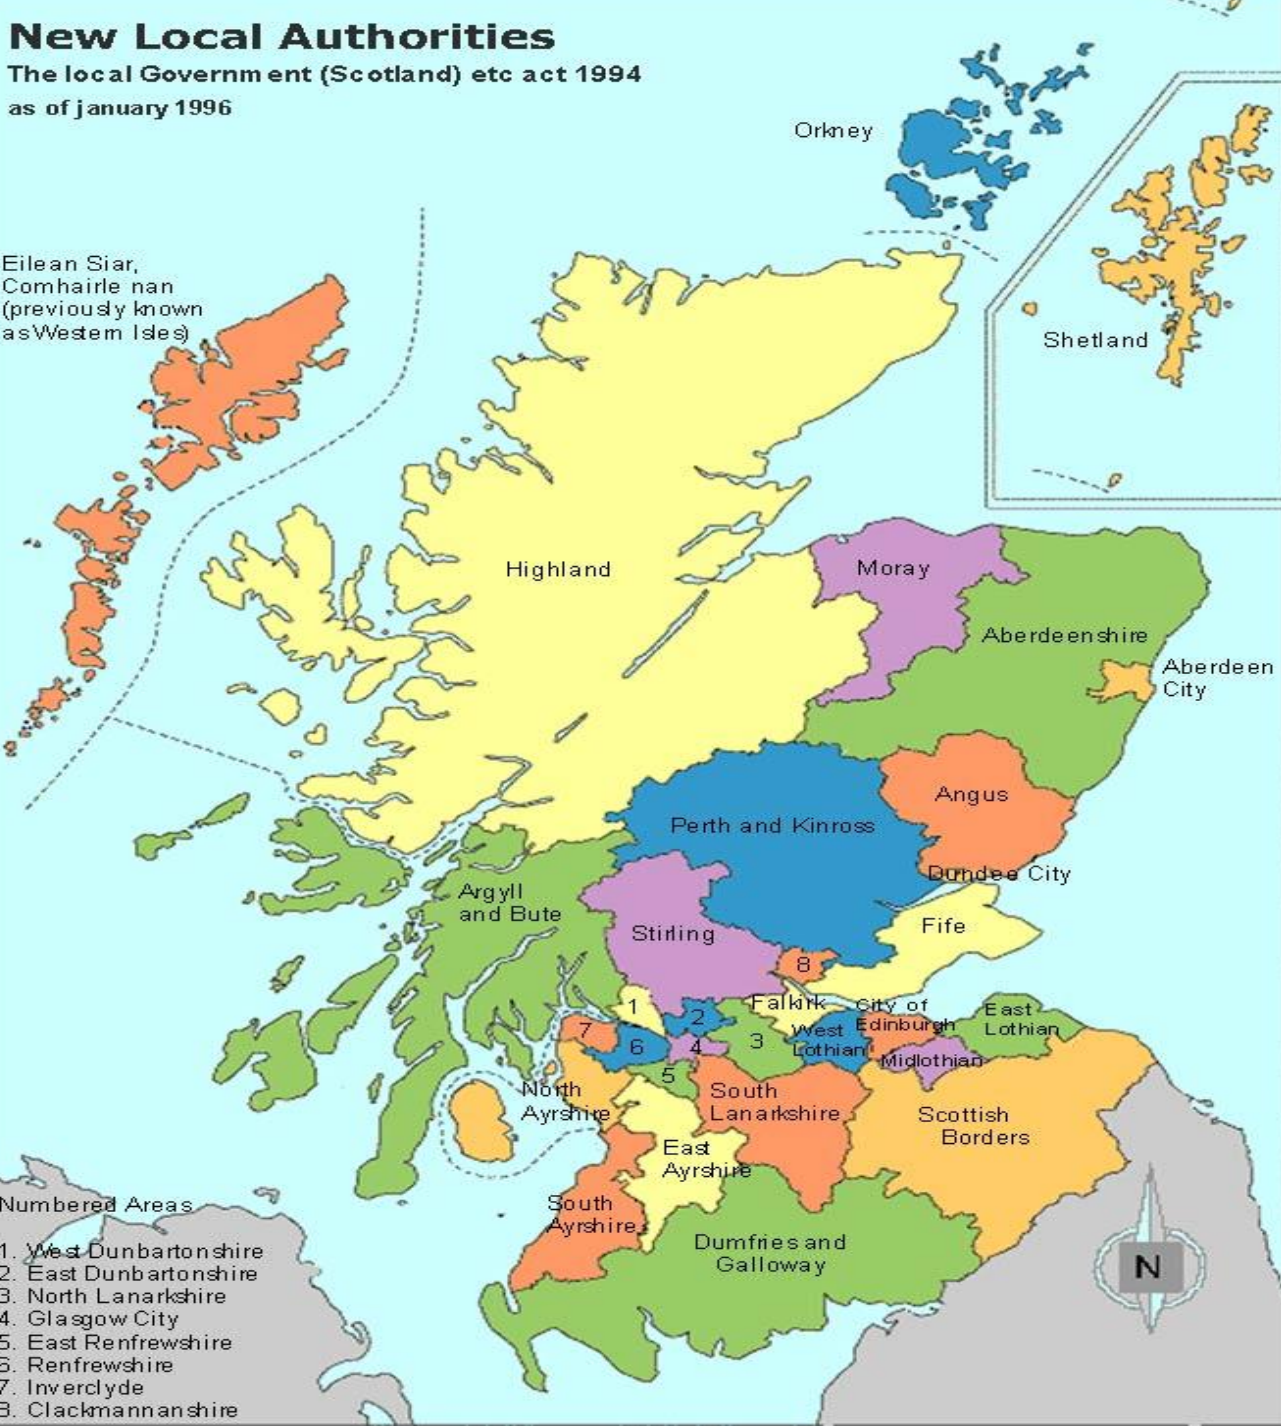 New Local Authorities
The local Government (Scotland) etc act 1994
as of january 1996
Orkney
Eilean Siar,
Comhairle nan
(previously known
as Western Isles)
Shetland
Highland
Moray
Aberdeenshire
Aberdeen
City
Angus
Perth and Kinross
Dundee City
Argyll
and Bute
Stirling
Fife
8
1
Falkirk
City of
Edinburgh
East
Lothian
2
7
6
4
3
West
Lothian
Midlothian
5
North
Ayrshire
South
Lanarkshire
Scottish
Borders
East
Ayrshire
South
Ayrshire
Dumfries and
Galloway
N
Numbered Areas
1. West Dunbartonshire
2. East Dunbartonshire
3. North Lanarkshire
4. Glasgow City
5. East Renfrewshire
6. Renfrewshire
7. Inverclyde
8. Clackmannanshire